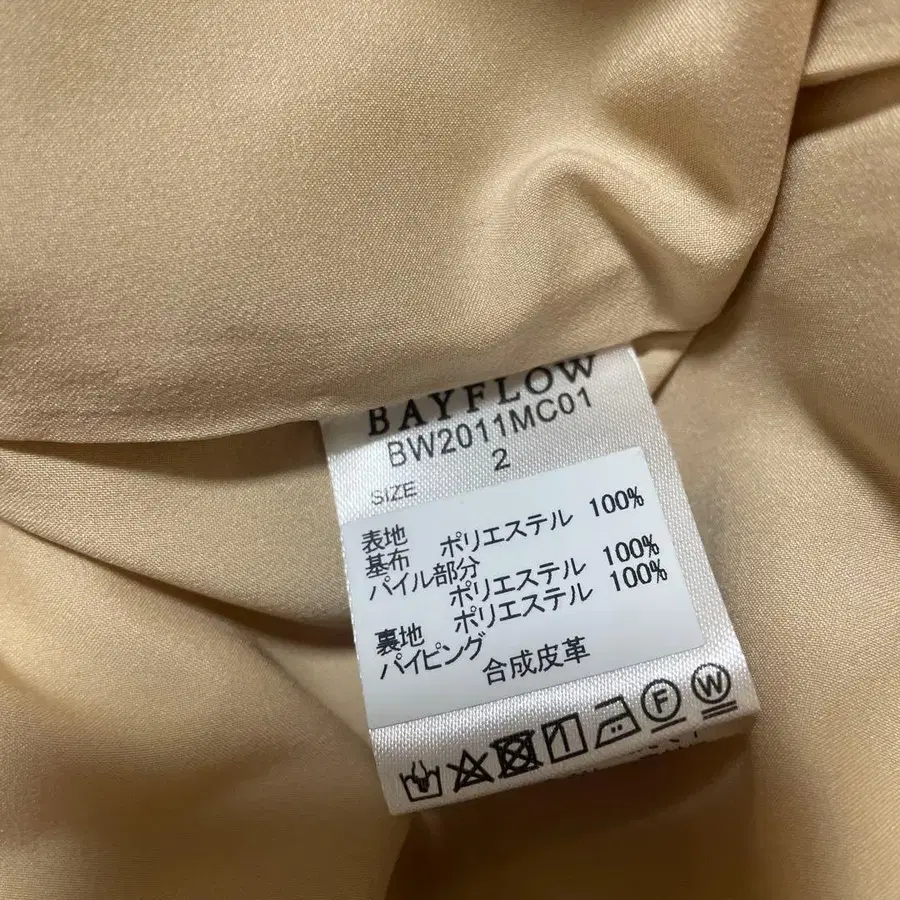 BAYFLOW
BW2011MC01
SIZE 2
表地
基布 ポリエステル 100%
パイル部分
ポリエステル 100%
裏地 ポリエステル 100%
パイピング
合成皮革
F W